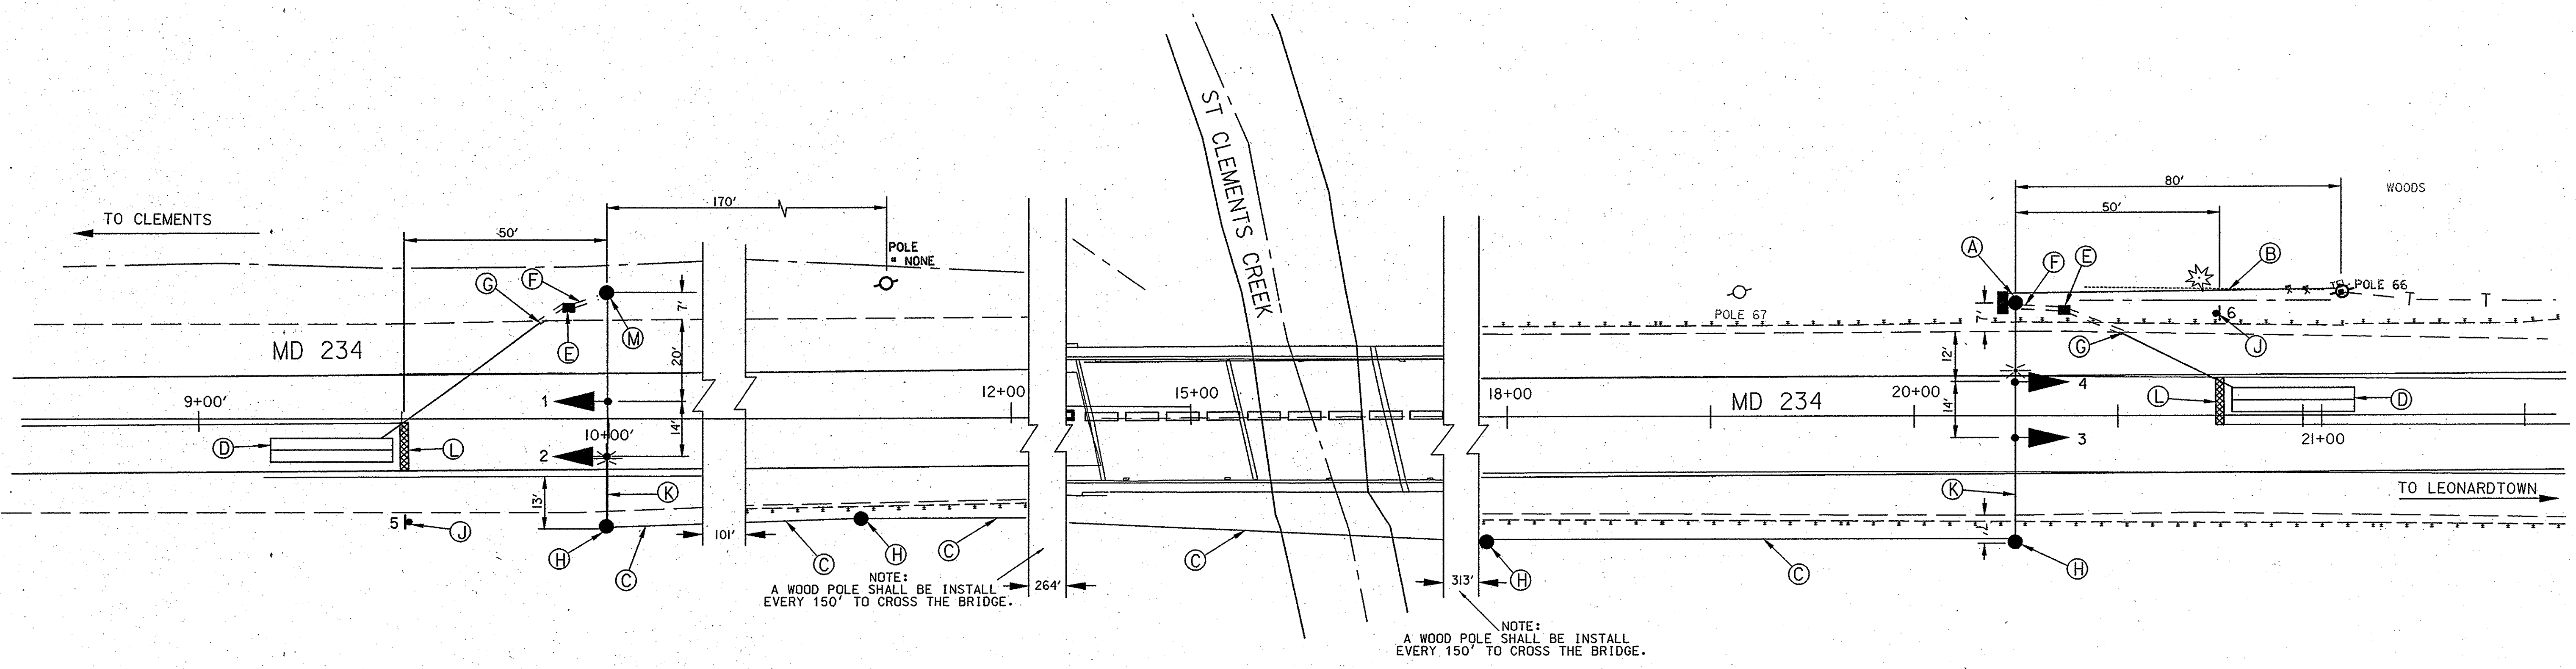 TO CLEMENTS
50'
170'
POLE
" NONE
G
F
E
M
7'
20'
14'
MD 234
9+00'
1
10+00'
2
D
L
K
13'
5
J
H
C
101'
C
H
C
12+00
NOTE:
A WOOD POLE SHALL BE INSTALL
EVERY 150' TO CROSS THE BRIDGE.
264'
ST CLEMENTS CREEK
15+00
C
313'
H
NOTE:
A WOOD POLE SHALL BE INSTALL
EVERY 150' TO CROSS THE BRIDGE.
80'
WOODS
50'
A
F
E
B
TEL POLE 66
T
T
POLE 67
7'
6
J
G
12'
14'
18+00
MD 234
20+00
4
3
L
D
21+00
K
TO LEONARDTOWN
7'
C
H